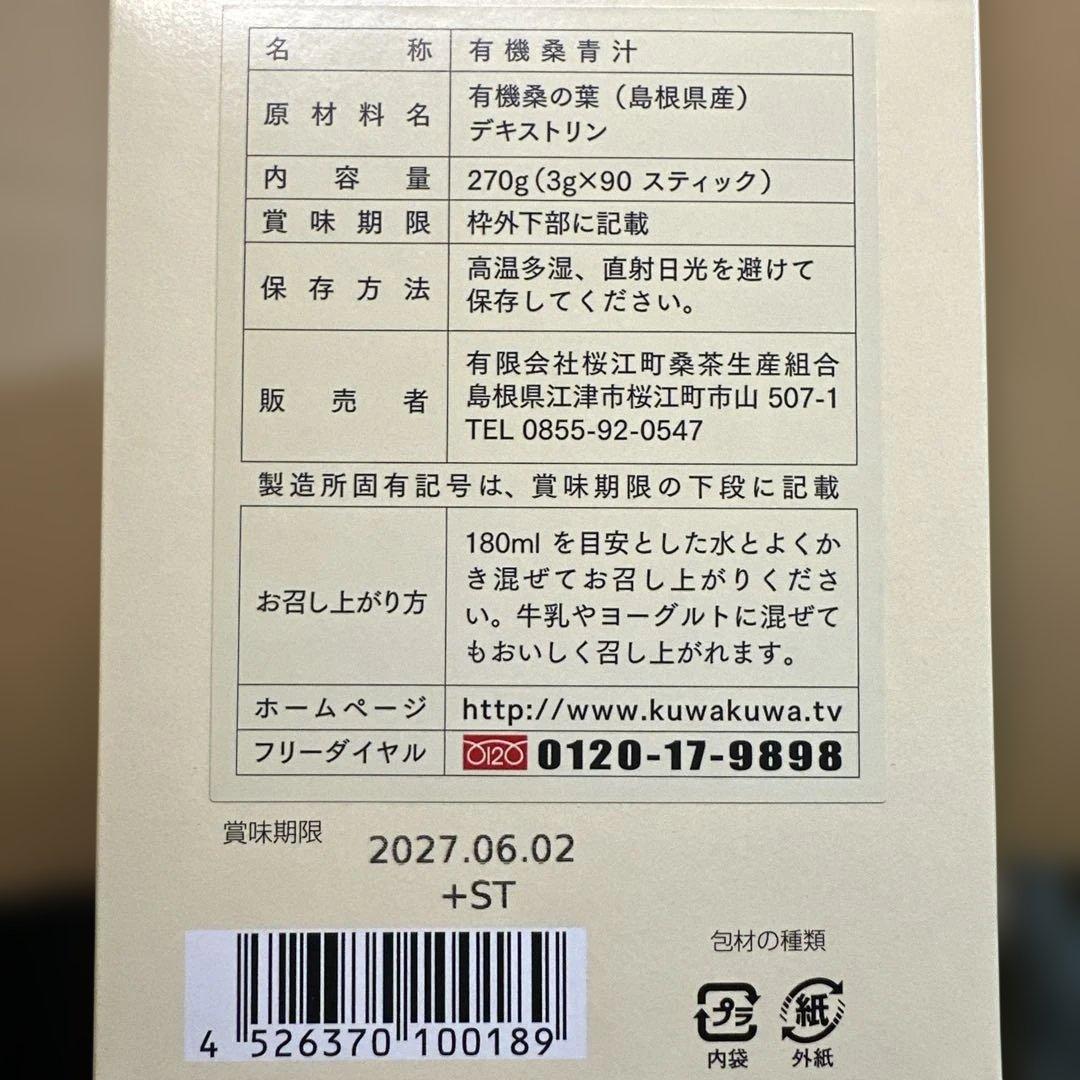 名称 有機桑青汁
原材料名 有機桑の葉（島根県産）
デキストリン
内容量 270g（3g×90 スティック）
賞味期限 枠外下部に記載
保存方法 高温多湿、直射日光を避けて
保存してください。
販売者 有限会社桜江町桑茶生産組合
島根県江津市桜江町市山 507-1
TEL 0855-92-0547
製造所固有記号は、賞味期限の下段に記載
お召し上がり方 180ml を目安とした水とよくか
き混ぜてお召し上がりくださ
い。牛乳やヨーグルトに混ぜて
もおいしく召し上がれます。
ホームページ http://www.kuwakuwa.tv
フリーダイヤル 0120 0120-17-9898
賞味期限 2027.06.02
+ST
包材の種類
プラ 紙
内袋 外紙
4 526370 100189